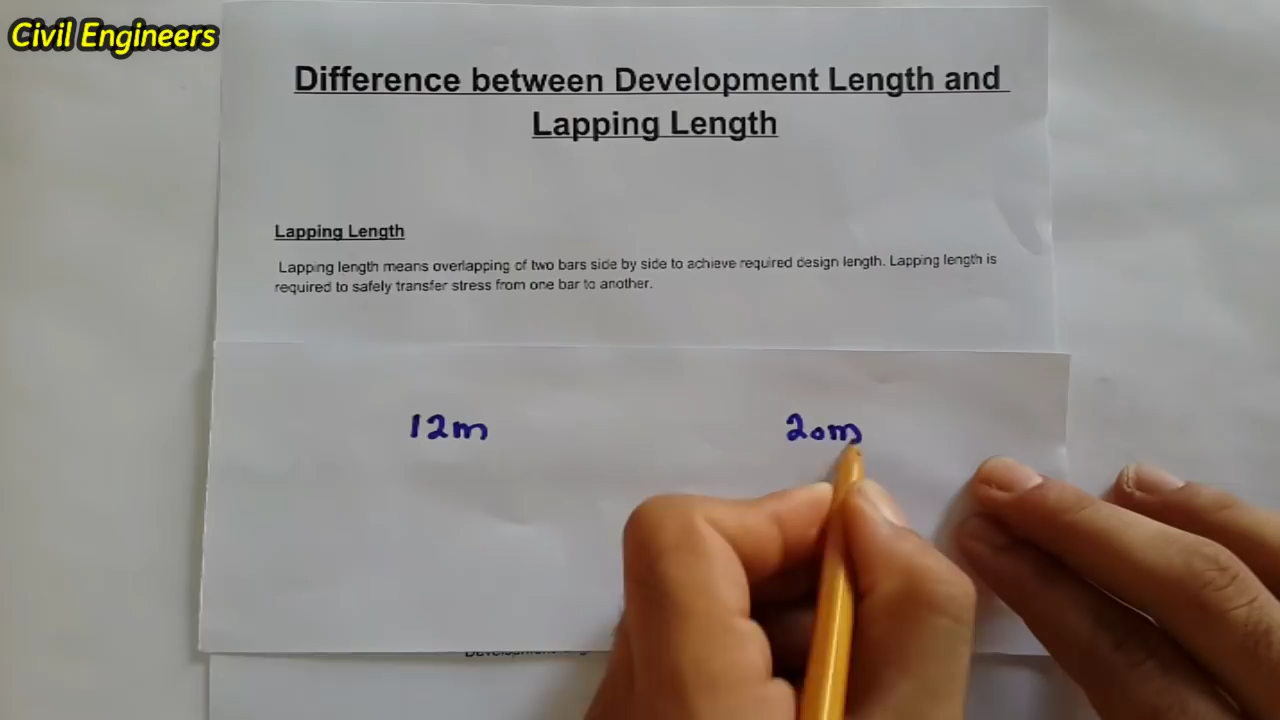 Civil Engineers
Difference between Development Length and
Lapping Length
Lapping Length
Lapping length means overlapping of two bars side by side to achieve required design length. Lapping length is
required to safely transfer stress from one bar to another.
12m 20m